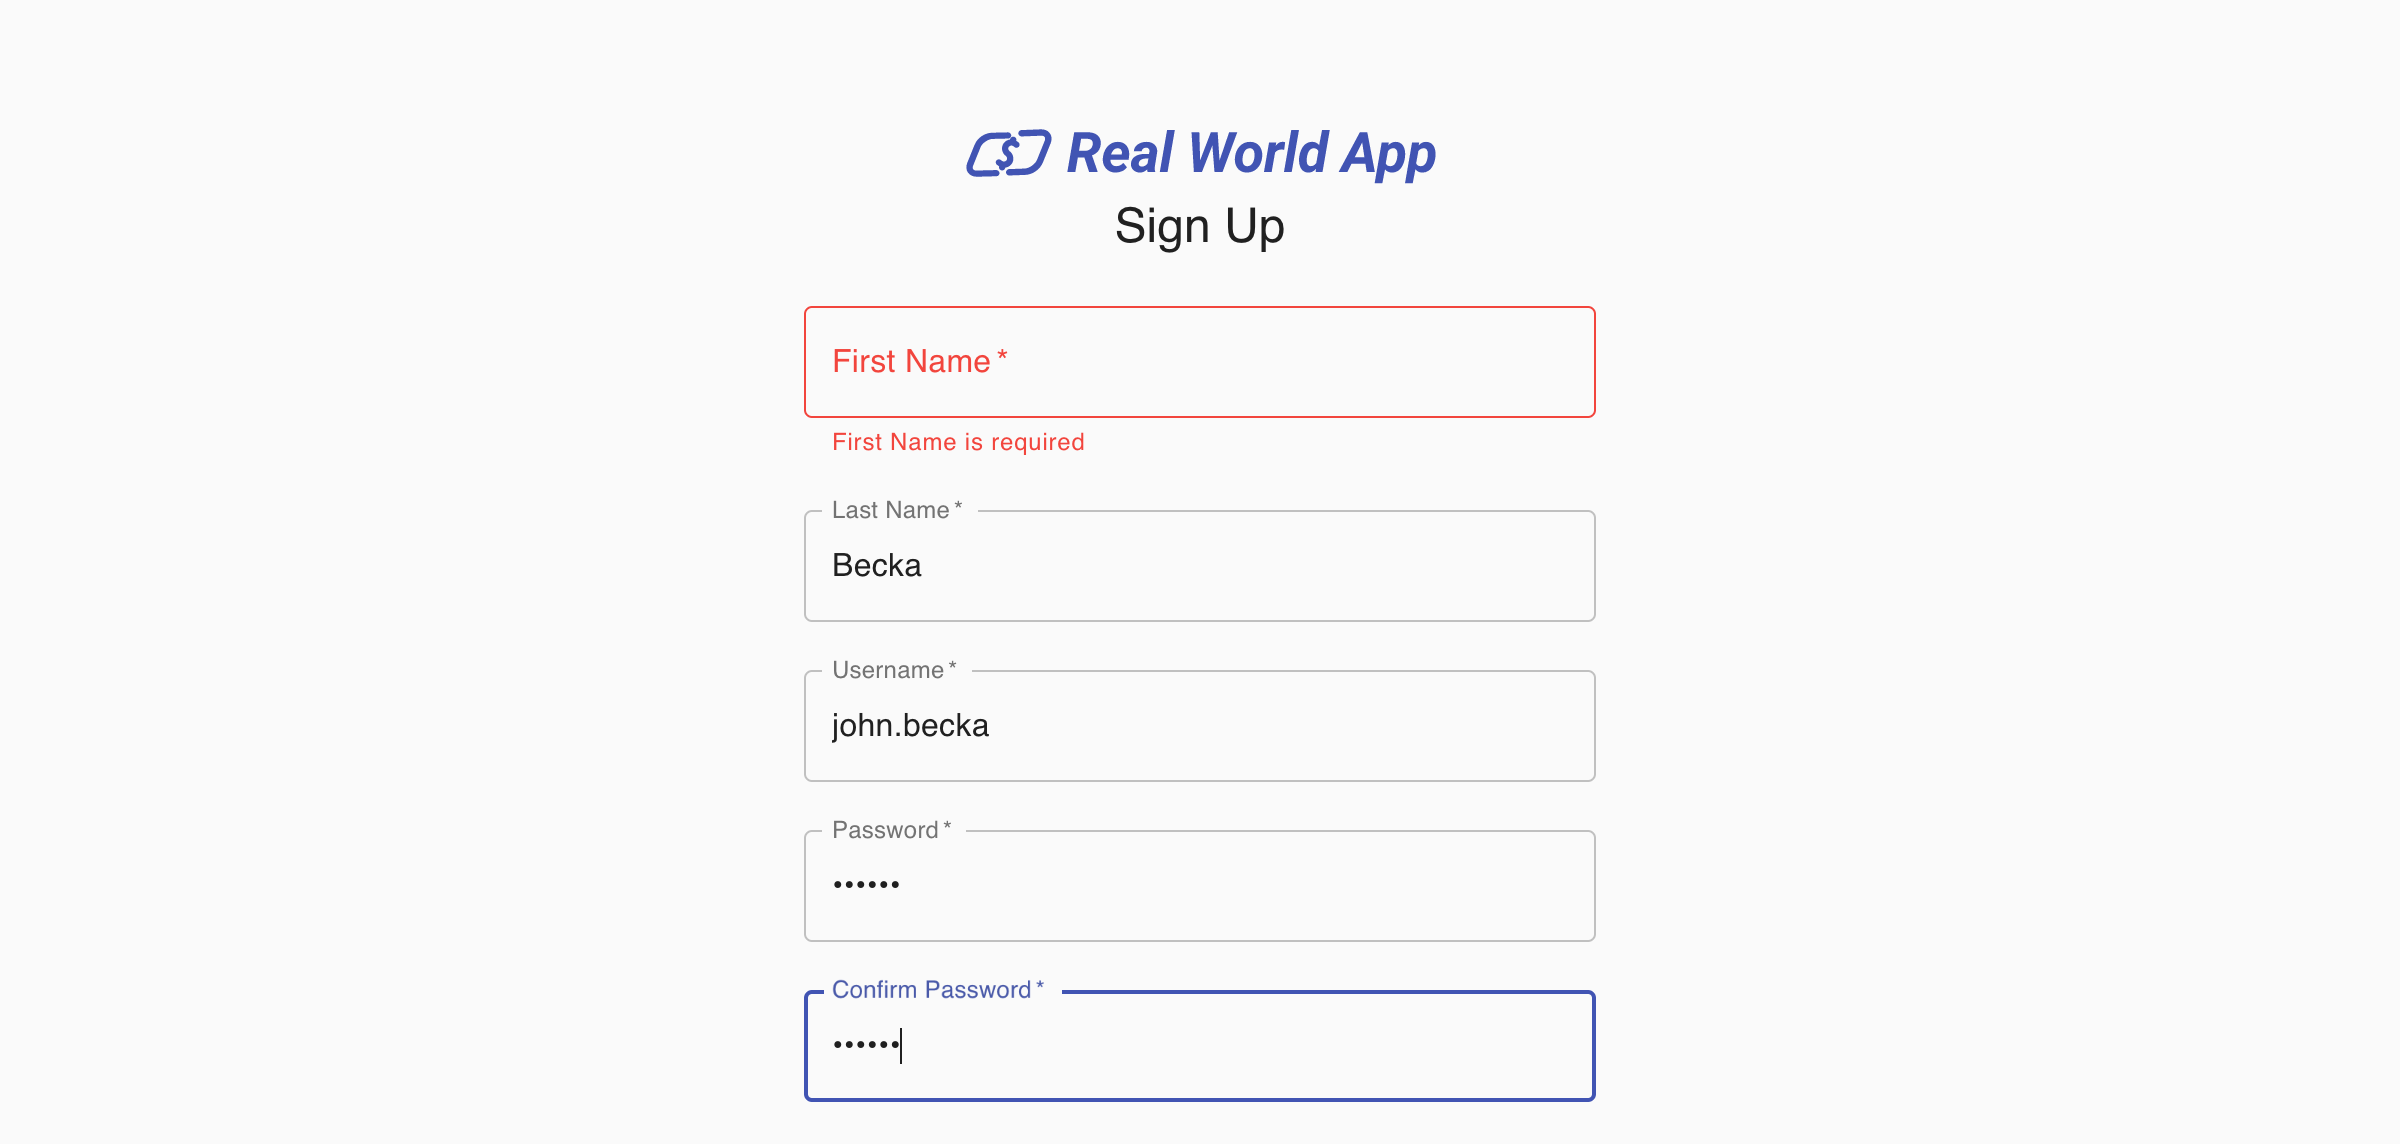 $ Real World App
Sign Up
First Name *
First Name is required
Last Name *
Becka
Username *
john.becka
Password *
••••••
Confirm Password *
••••••